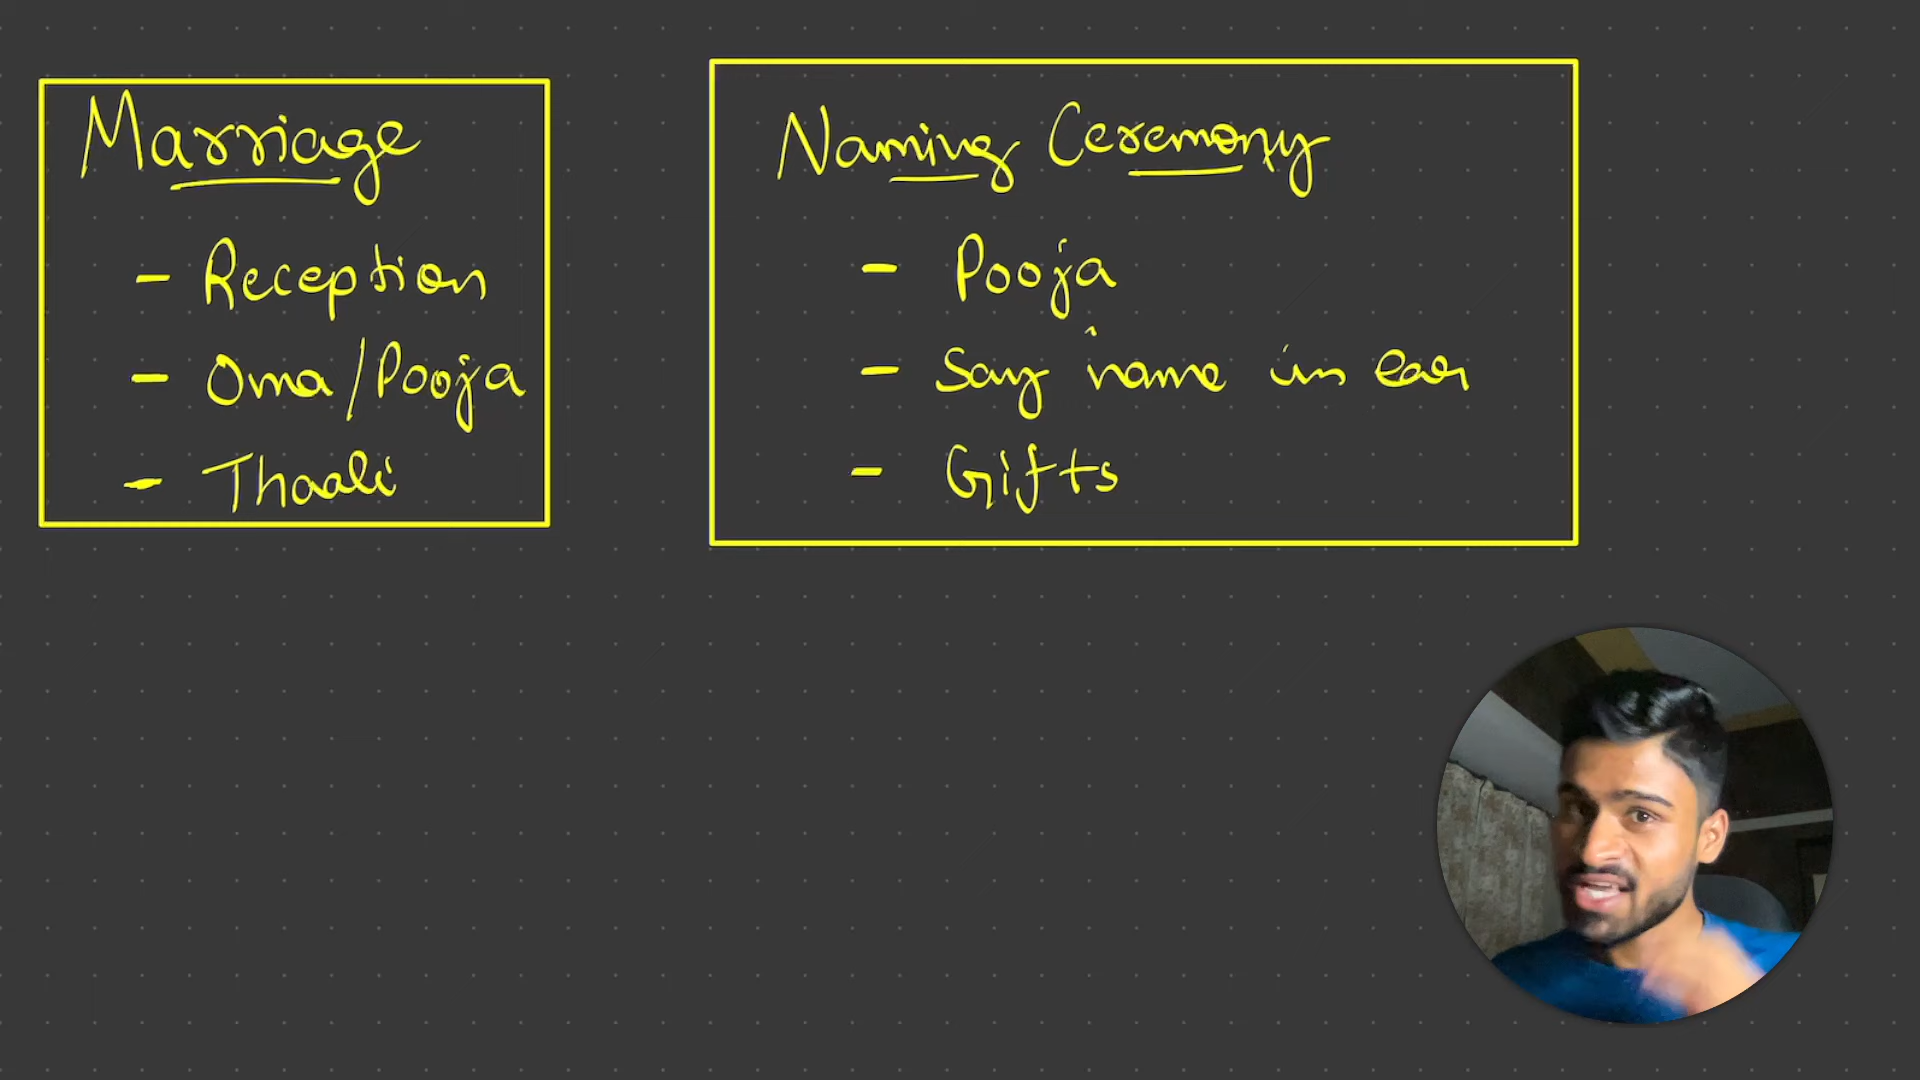 Marriage
- Reception
- Oma/Pooja
- Thaali
Naming Ceremony
- Pooja
- Say name in ear
- Gifts